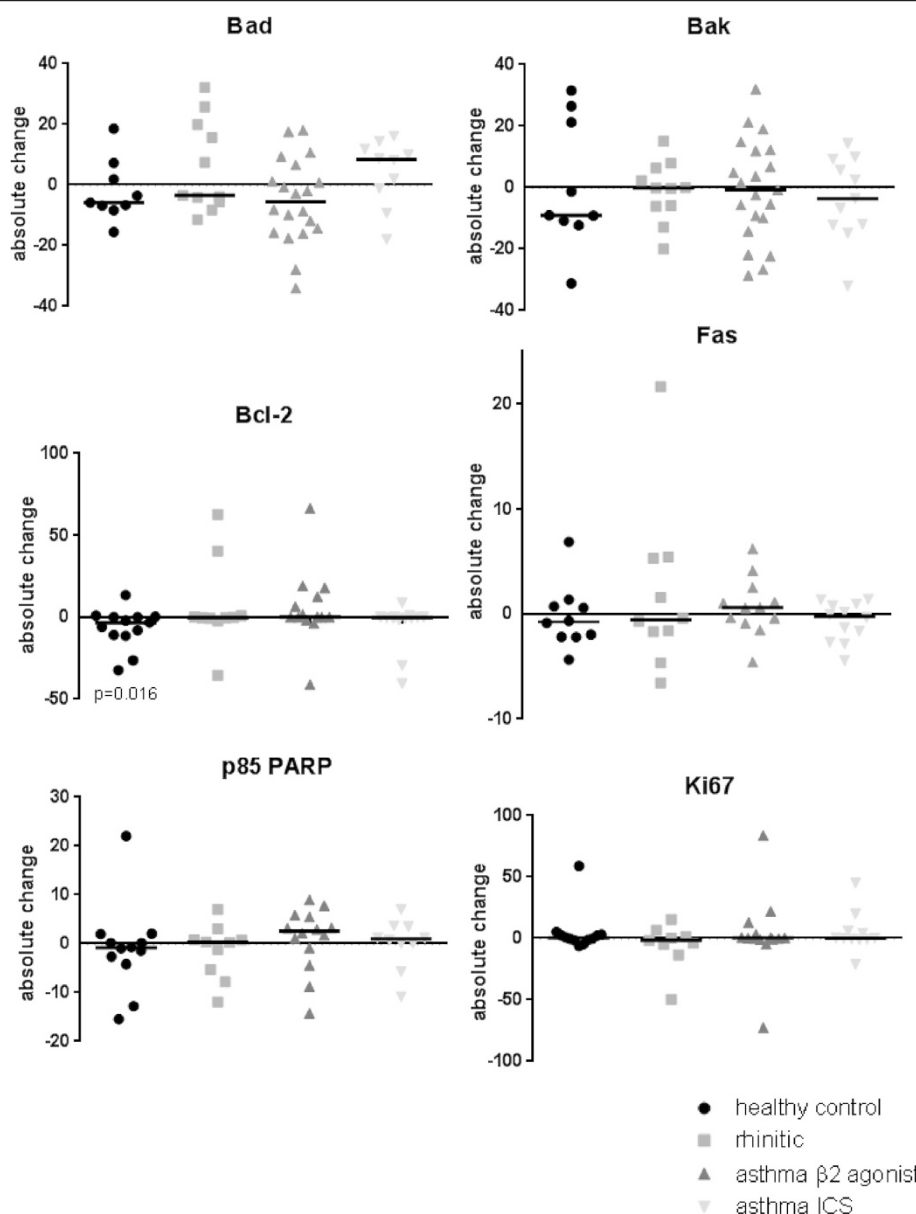 Bad
40
20
0
-20
-40
absolute change
Bak
40
20
0
-20
-40
absolute change
Bcl-2
100
50
0
-50
absolute change
p=0.016
Fas
20
10
0
-10
absolute change
p85 PARP
30
20
10
0
-10
-20
absolute change
Ki67
100
50
0
-50
-100
absolute change
healthy control
rhinitic
asthma β2 agonist
asthma ICS